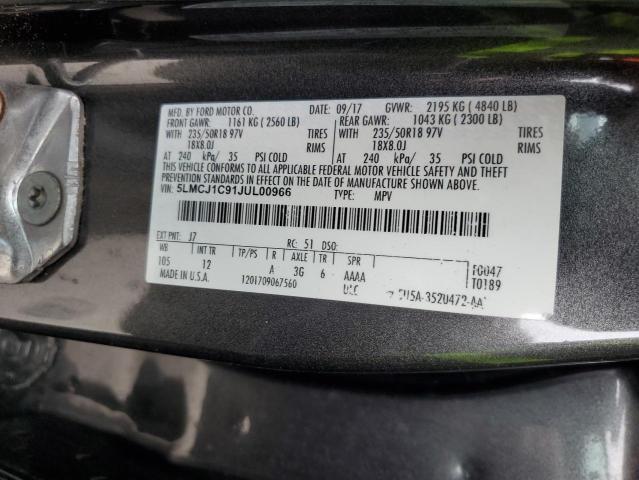 MFD. BY FORD MOTOR CO. DATE: 09/17 GVWR: 2195 KG ( 4840 LB)
FRONT GAWR: 1161 KG ( 2560 LB) REAR GAWR: 1043 KG ( 2300 LB)
WITH 235/50R18 97V TIRES WITH 235/50R18 97V TIRES
18X8.0J 18X8.0J
AT 240 kPa/ 35 PSI COLD AT 240 kPa/ 35 PSI COLD
THIS VEHICLE CONFORMS TO ALL APPLICABLE FEDERAL MOTOR VEHICLE SAFETY AND THEFT
PREVENTION STANDARDS IN EFFECT ON THE DATE OF MANUFACTURE SHOWN ABOVE.
VIN: 5LMCJ1C91JUL00966 TYPE: MPV
EXT PNT: J7 RC: 51 DSO:
WB INT TR TP/PS R AXLE TR SPR
105 12 A 3G 6 AAAA
MADE IN U.S.A. 1201709067560
T0189